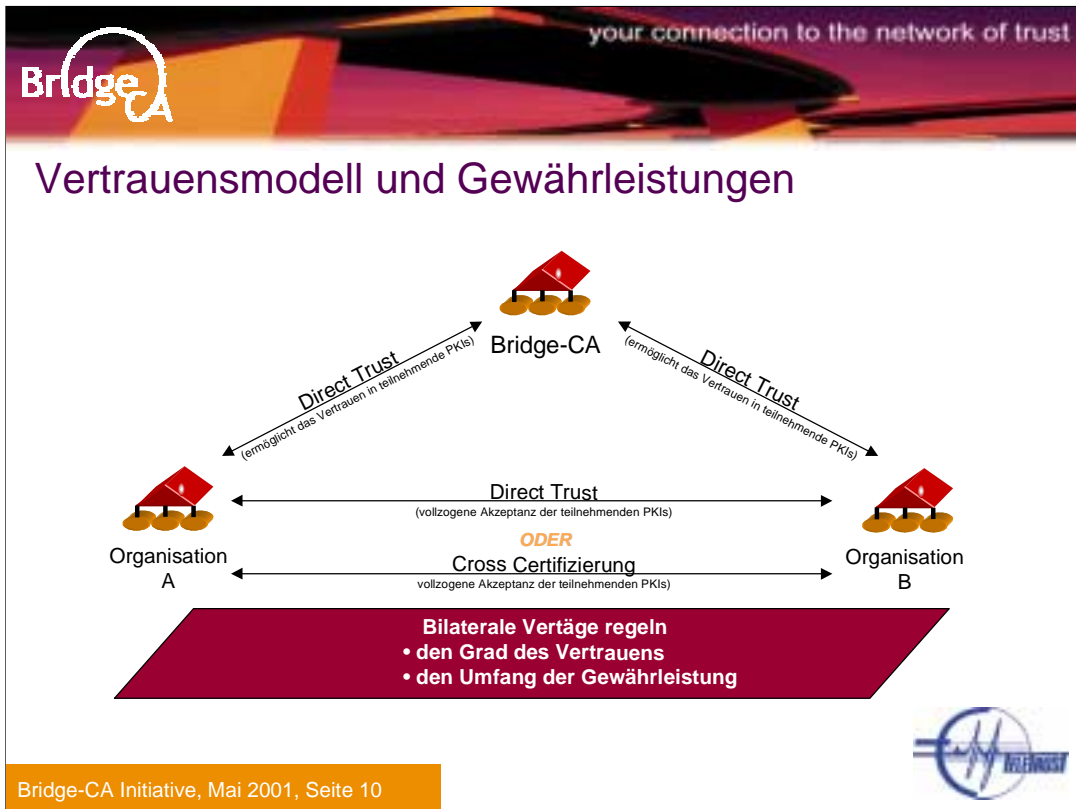 your connection to the network of trust
Bridge
CA
Vertrauensmodell und Gewährleistungen
Bridge-CA
Direct Trust
(ermöglicht das Vertrauen in teilnehmende PKIs)
Direct Trust
(ermöglicht das Vertrauen in teilnehmende PKIs)
Direct Trust
(vollzogene Akzeptanz der teilnehmenden PKIs)
ODER
Cross Certifizierung
vollzogene Akzeptanz der teilnehmenden PKIs)
Organisation
A
Organisation
B
Bilaterale Vertäge regeln
• den Grad des Vertrauens
• den Umfang der Gewährleistung
TELETRUST
Bridge-CA Initiative, Mai 2001, Seite 10